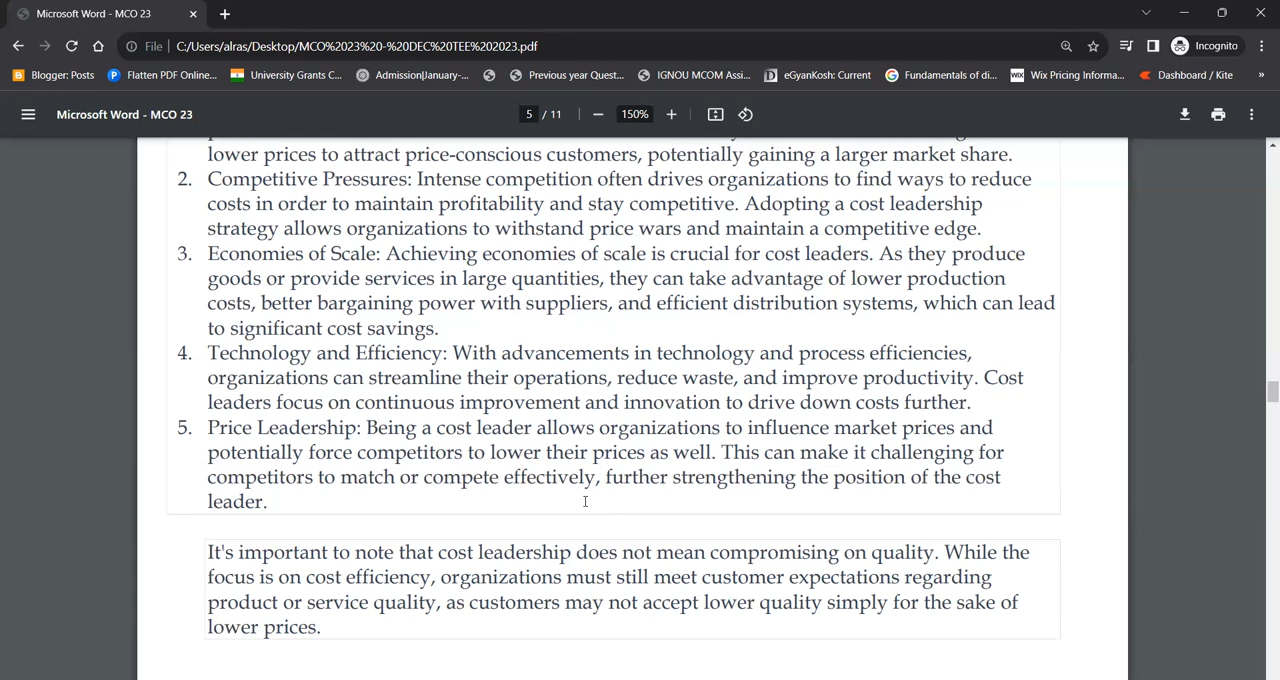 Microsoft Word - MCO 23
File | C:/Users/alras/Desktop/MCO%2023%20-%20DEC%20TEE%202023.pdf
Incognito
Blogger: Posts
Flatten PDF Online...
University Grants C...
Admission|January-...
Previous year Quest...
IGNOU MCOM Assi...
eGyanKosh: Current
Fundamentals of di...
Wix Pricing Informa...
Dashboard / Kite
»
Microsoft Word - MCO 23
5 / 11
150%
lower prices to attract price-conscious customers, potentially gaining a larger market share.
2. Competitive Pressures: Intense competition often drives organizations to find ways to reduce
costs in order to maintain profitability and stay competitive. Adopting a cost leadership
strategy allows organizations to withstand price wars and maintain a competitive edge.
3. Economies of Scale: Achieving economies of scale is crucial for cost leaders. As they produce
goods or provide services in large quantities, they can take advantage of lower production
costs, better bargaining power with suppliers, and efficient distribution systems, which can lead
to significant cost savings.
4. Technology and Efficiency: With advancements in technology and process efficiencies,
organizations can streamline their operations, reduce waste, and improve productivity. Cost
leaders focus on continuous improvement and innovation to drive down costs further.
5. Price Leadership: Being a cost leader allows organizations to influence market prices and
potentially force competitors to lower their prices as well. This can make it challenging for
competitors to match or compete effectively, further strengthening the position of the cost
leader.
It's important to note that cost leadership does not mean compromising on quality. While the
focus is on cost efficiency, organizations must still meet customer expectations regarding
product or service quality, as customers may not accept lower quality simply for the sake of
lower prices.